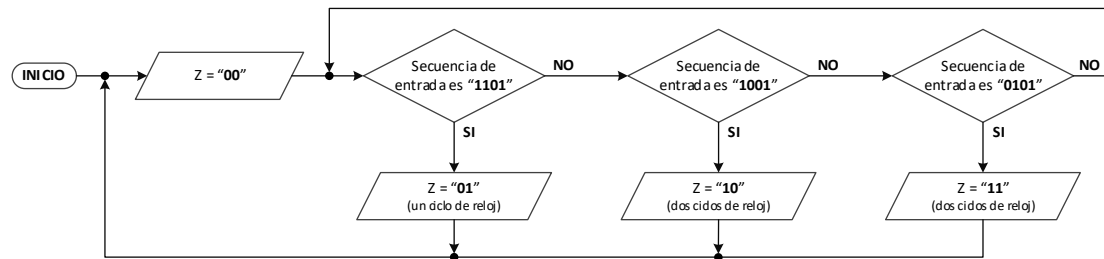 INICIO
Z = “00”
Secuencia de
entrada es “1101”
NO
Secuencia de
entrada es “1001”
NO
Secuencia de
entrada es “0101”
NO
SI
SI
SI
Z = “01”
(un ciclo de reloj)
Z = “10”
(dos ciclos de reloj)
Z = “11”
(dos ciclos de reloj)